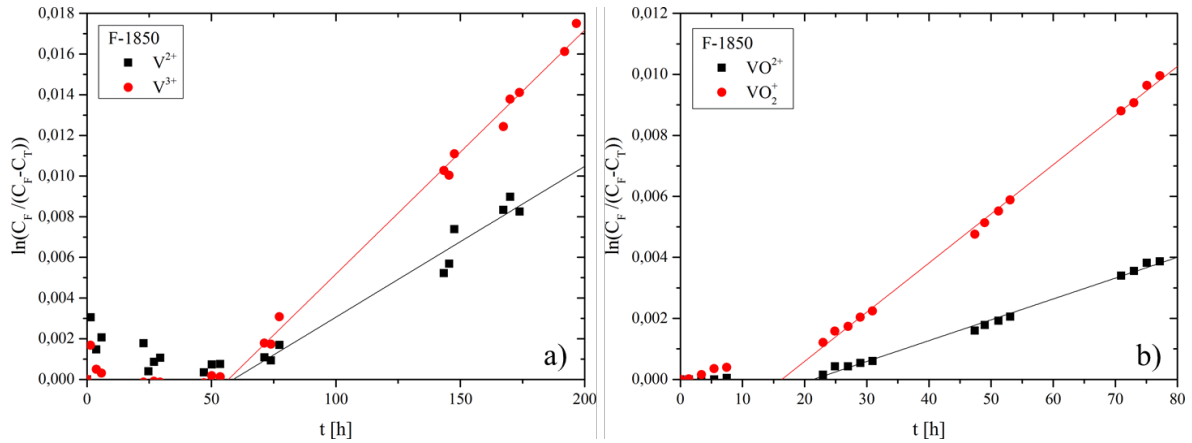 F-1850
V²⁺
V³⁺
0,018
0,016
0,014
0,012
0,010
0,008
0,006
0,004
0,002
0,000
ln(C_F /(C_F-C_T))
0
50
100
150
200
t [h]
a)
F-1850
VO²⁺
VO₂⁺
0,012
0,010
0,008
0,006
0,004
0,002
0,000
ln(C_F /(C_F-C_T))
0
10
20
30
40
50
60
70
80
t [h]
b)